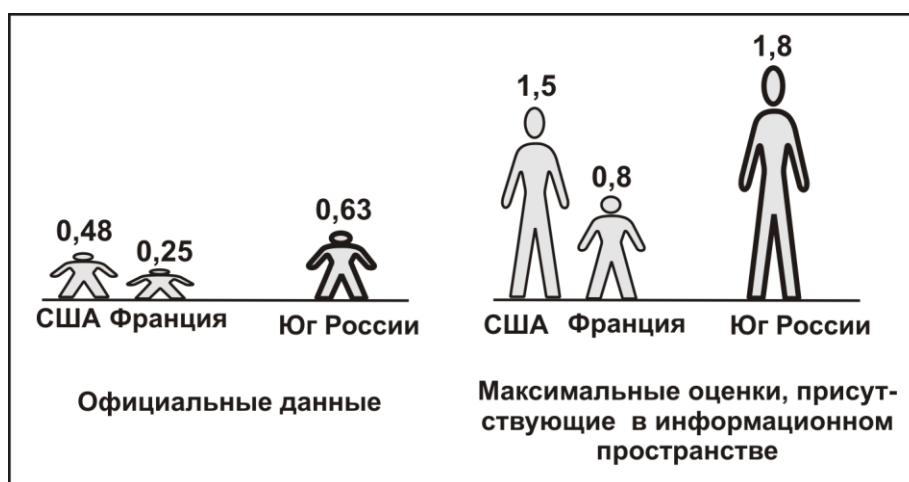 0,48
0,25
0,63
США Франция
Юг России
Официальные данные
1,5
0,8
1,8
США Франция
Юг России
Максимальные оценки, присут-
ствующие в информационном
пространстве